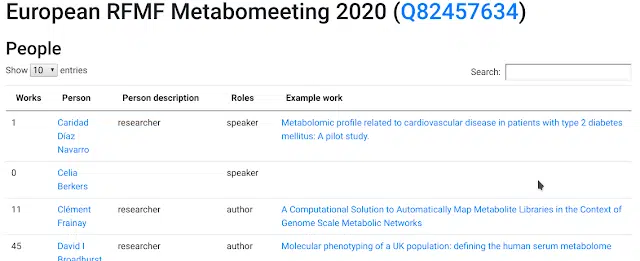 European RFMF Metabomeeting 2020 (Q82457634)
People
Show 10 entries Search:
Works Person Person description Roles Example work
1 Caridad researcher speaker Metabolomic profile related to cardiovascular disease in patients with type 2 diabetes
Díaz mellitus: A pilot study.
Navarro
0 Celia speaker
Berkers
11 Clément researcher author A Computational Solution to Automatically Map Metabolite Libraries in the Context of
Frainay Genome Scale Metabolic Networks
45 David I researcher author Molecular phenotyping of a UK population: defining the human serum metabolome
Broadhurst